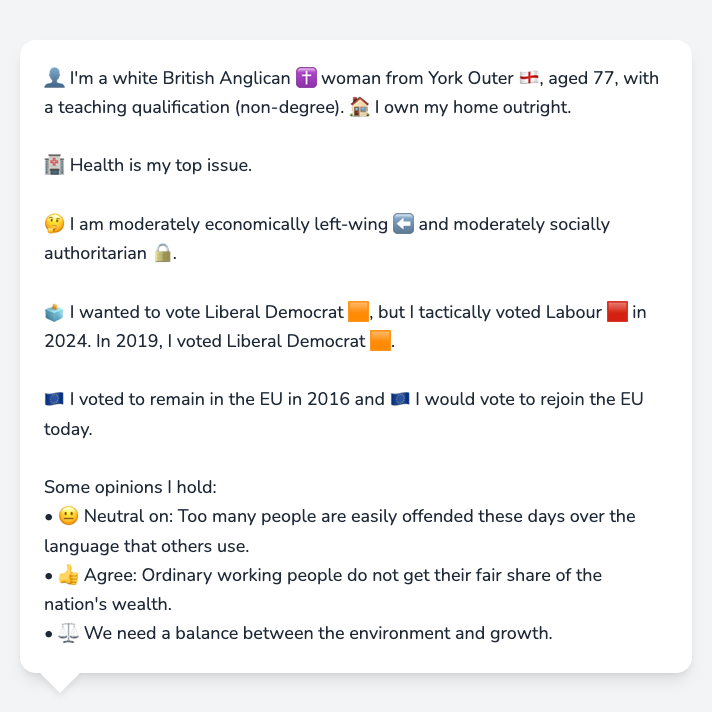 👤 I'm a white British Anglican ✝️ woman from York Outer 🏴󠁧󠁢󠁥󠁮󠁧󠁿, aged 77, with
a teaching qualification (non-degree). 🏠 I own my home outright.
🏥 Health is my top issue.
🤔 I am moderately economically left-wing ⬅️ and moderately socially
authoritarian 🔒.
🗳️ I wanted to vote Liberal Democrat 🟧, but I tactically voted Labour 🟥 in
2024. In 2019, I voted Liberal Democrat 🟧.
🇪🇺 I voted to remain in the EU in 2016 and 🇪🇺 I would vote to rejoin the EU
today.
Some opinions I hold:
• 😐 Neutral on: Too many people are easily offended these days over the
language that others use.
• 👍 Agree: Ordinary working people do not get their fair share of the
nation's wealth.
• ⚖️ We need a balance between the environment and growth.